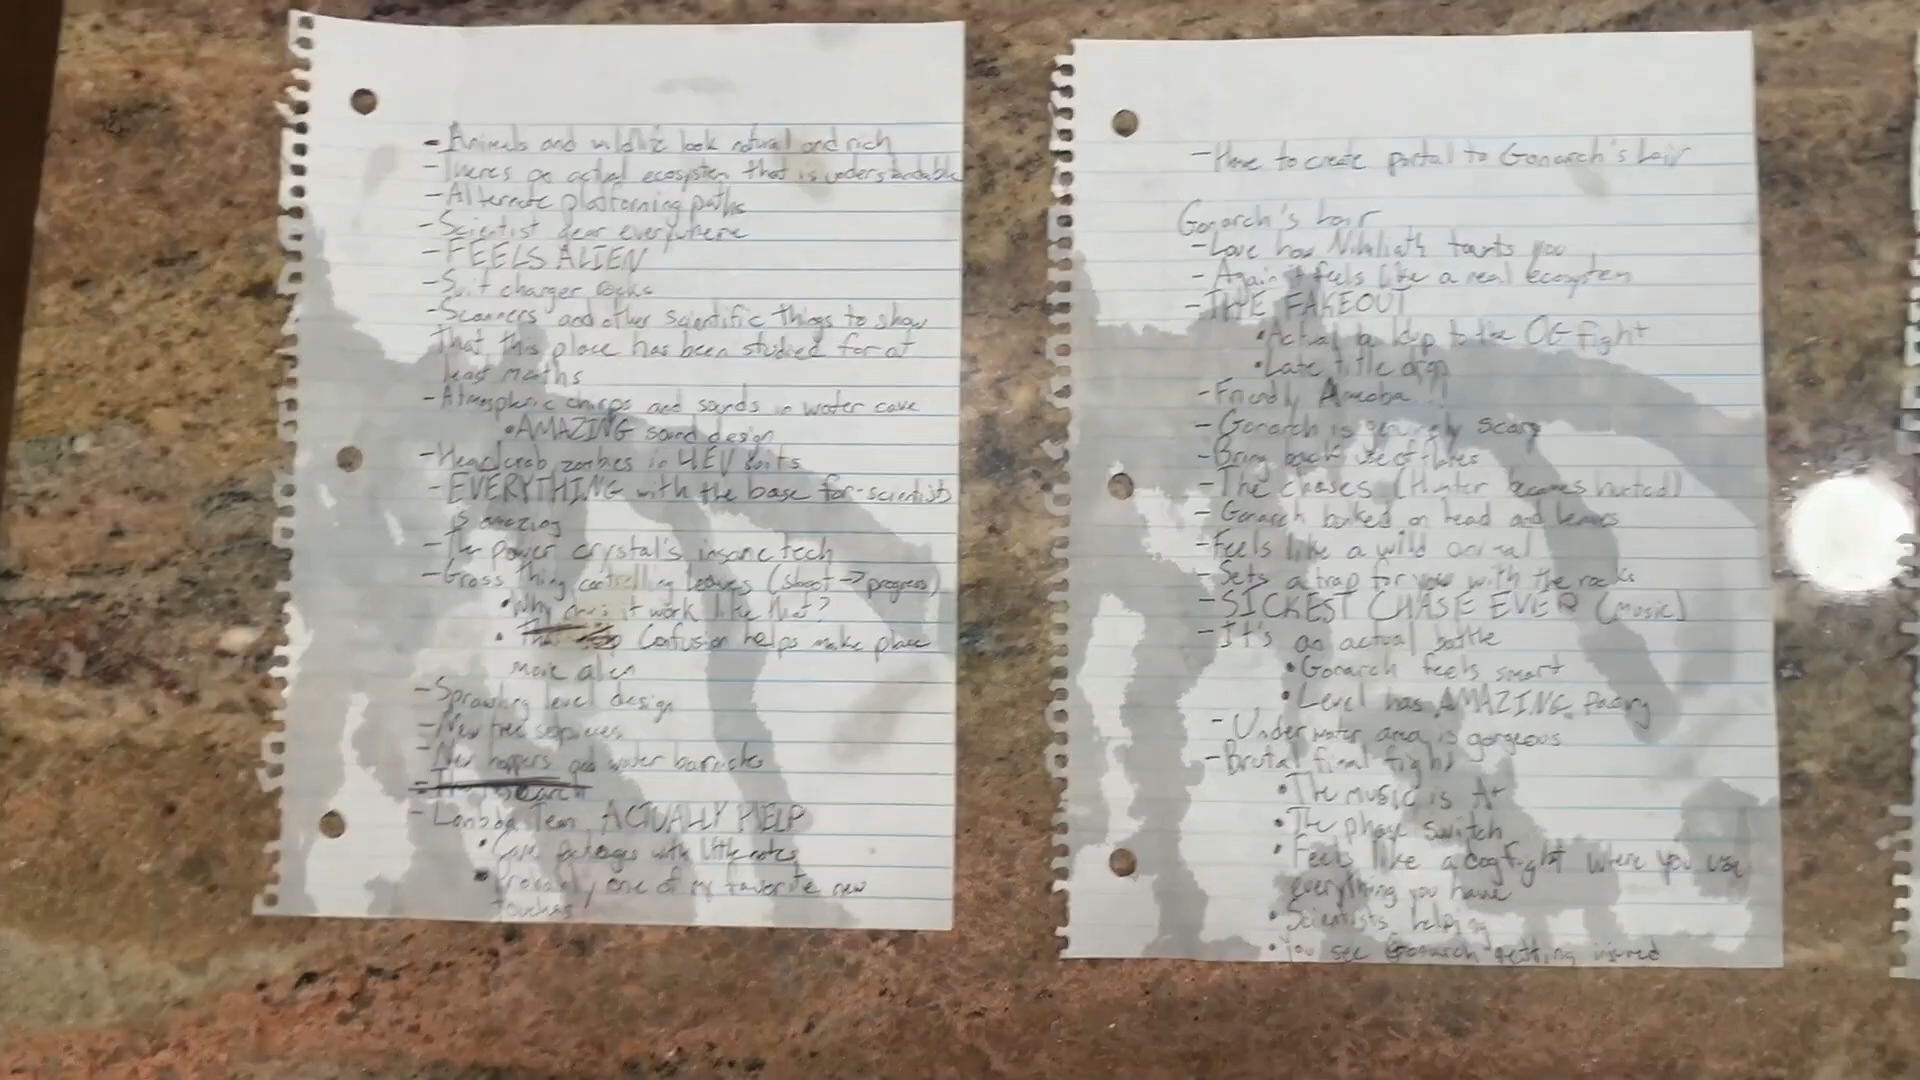 - Animals and wildlife look natural and rich
- Theres an actual ecosystem that is understandable
- Alternate platforming paths
- Scientist gear everywhere
- FEELS ALIEN
- Suit charger rocks
- Scanners and other scientific things to show
that this place has been studied for at
least months
- Atmospheric chirps and sounds in water cave
• AMAZING sound design
- Headcrab zombies in HEV suits
- EVERYTHING with the base for scientists
is amazing
- The power crystal's insane tech
- Gross thing controlling leaves (shoot -> progress)
• Why does it work like that?
• Confusion helps make place
more alien
- Sprawling level design
- New tree
- New hoppers and water barnacles
- Lambda Team ACTUALLY HELP
• Care packages with little notes
• Probably one of my favorite new
touches
- Have to create portal to Gonarch's Lair
Gonarch's Lair
- Love how Nihilanth taunts you
- Again it feels like a real ecosystem
- THE FAKEOUT
• Actual buildup to the OG fight
• Late title drop
- Friendly Amoeba
- Gonarch is genuinely scary
- Bring back use of flares
- The chases (Hunter becomes hunted)
- Gonarch bonked on head and leaves
- Feels like a wild animal
- Sets a trap for you with the rocks
- SICKEST CHASE EVER (music)
- It's an actual battle
• Gonarch feels smart
• Level has AMAZING pacing
- Underwater area is gorgeous
- Brutal final fight
• The music is A+
• The phase switch
• Feels like a dogfight where you use
everything you have
• Scientists helping
• You see Gonarch getting injured